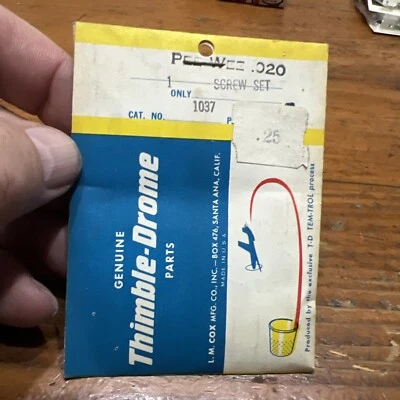 PEE WEE .020
1 SCREW SET
ONLY
1037
CAT. NO. P
.25
GENUINE
Thimble-Drome
PARTS
L. M. COX MFG. CO., INC.—BOX 476, SANTA ANA, CALIF.
MADE IN U.S.A.
Produced by the exclusive T-D TEM-TROL process